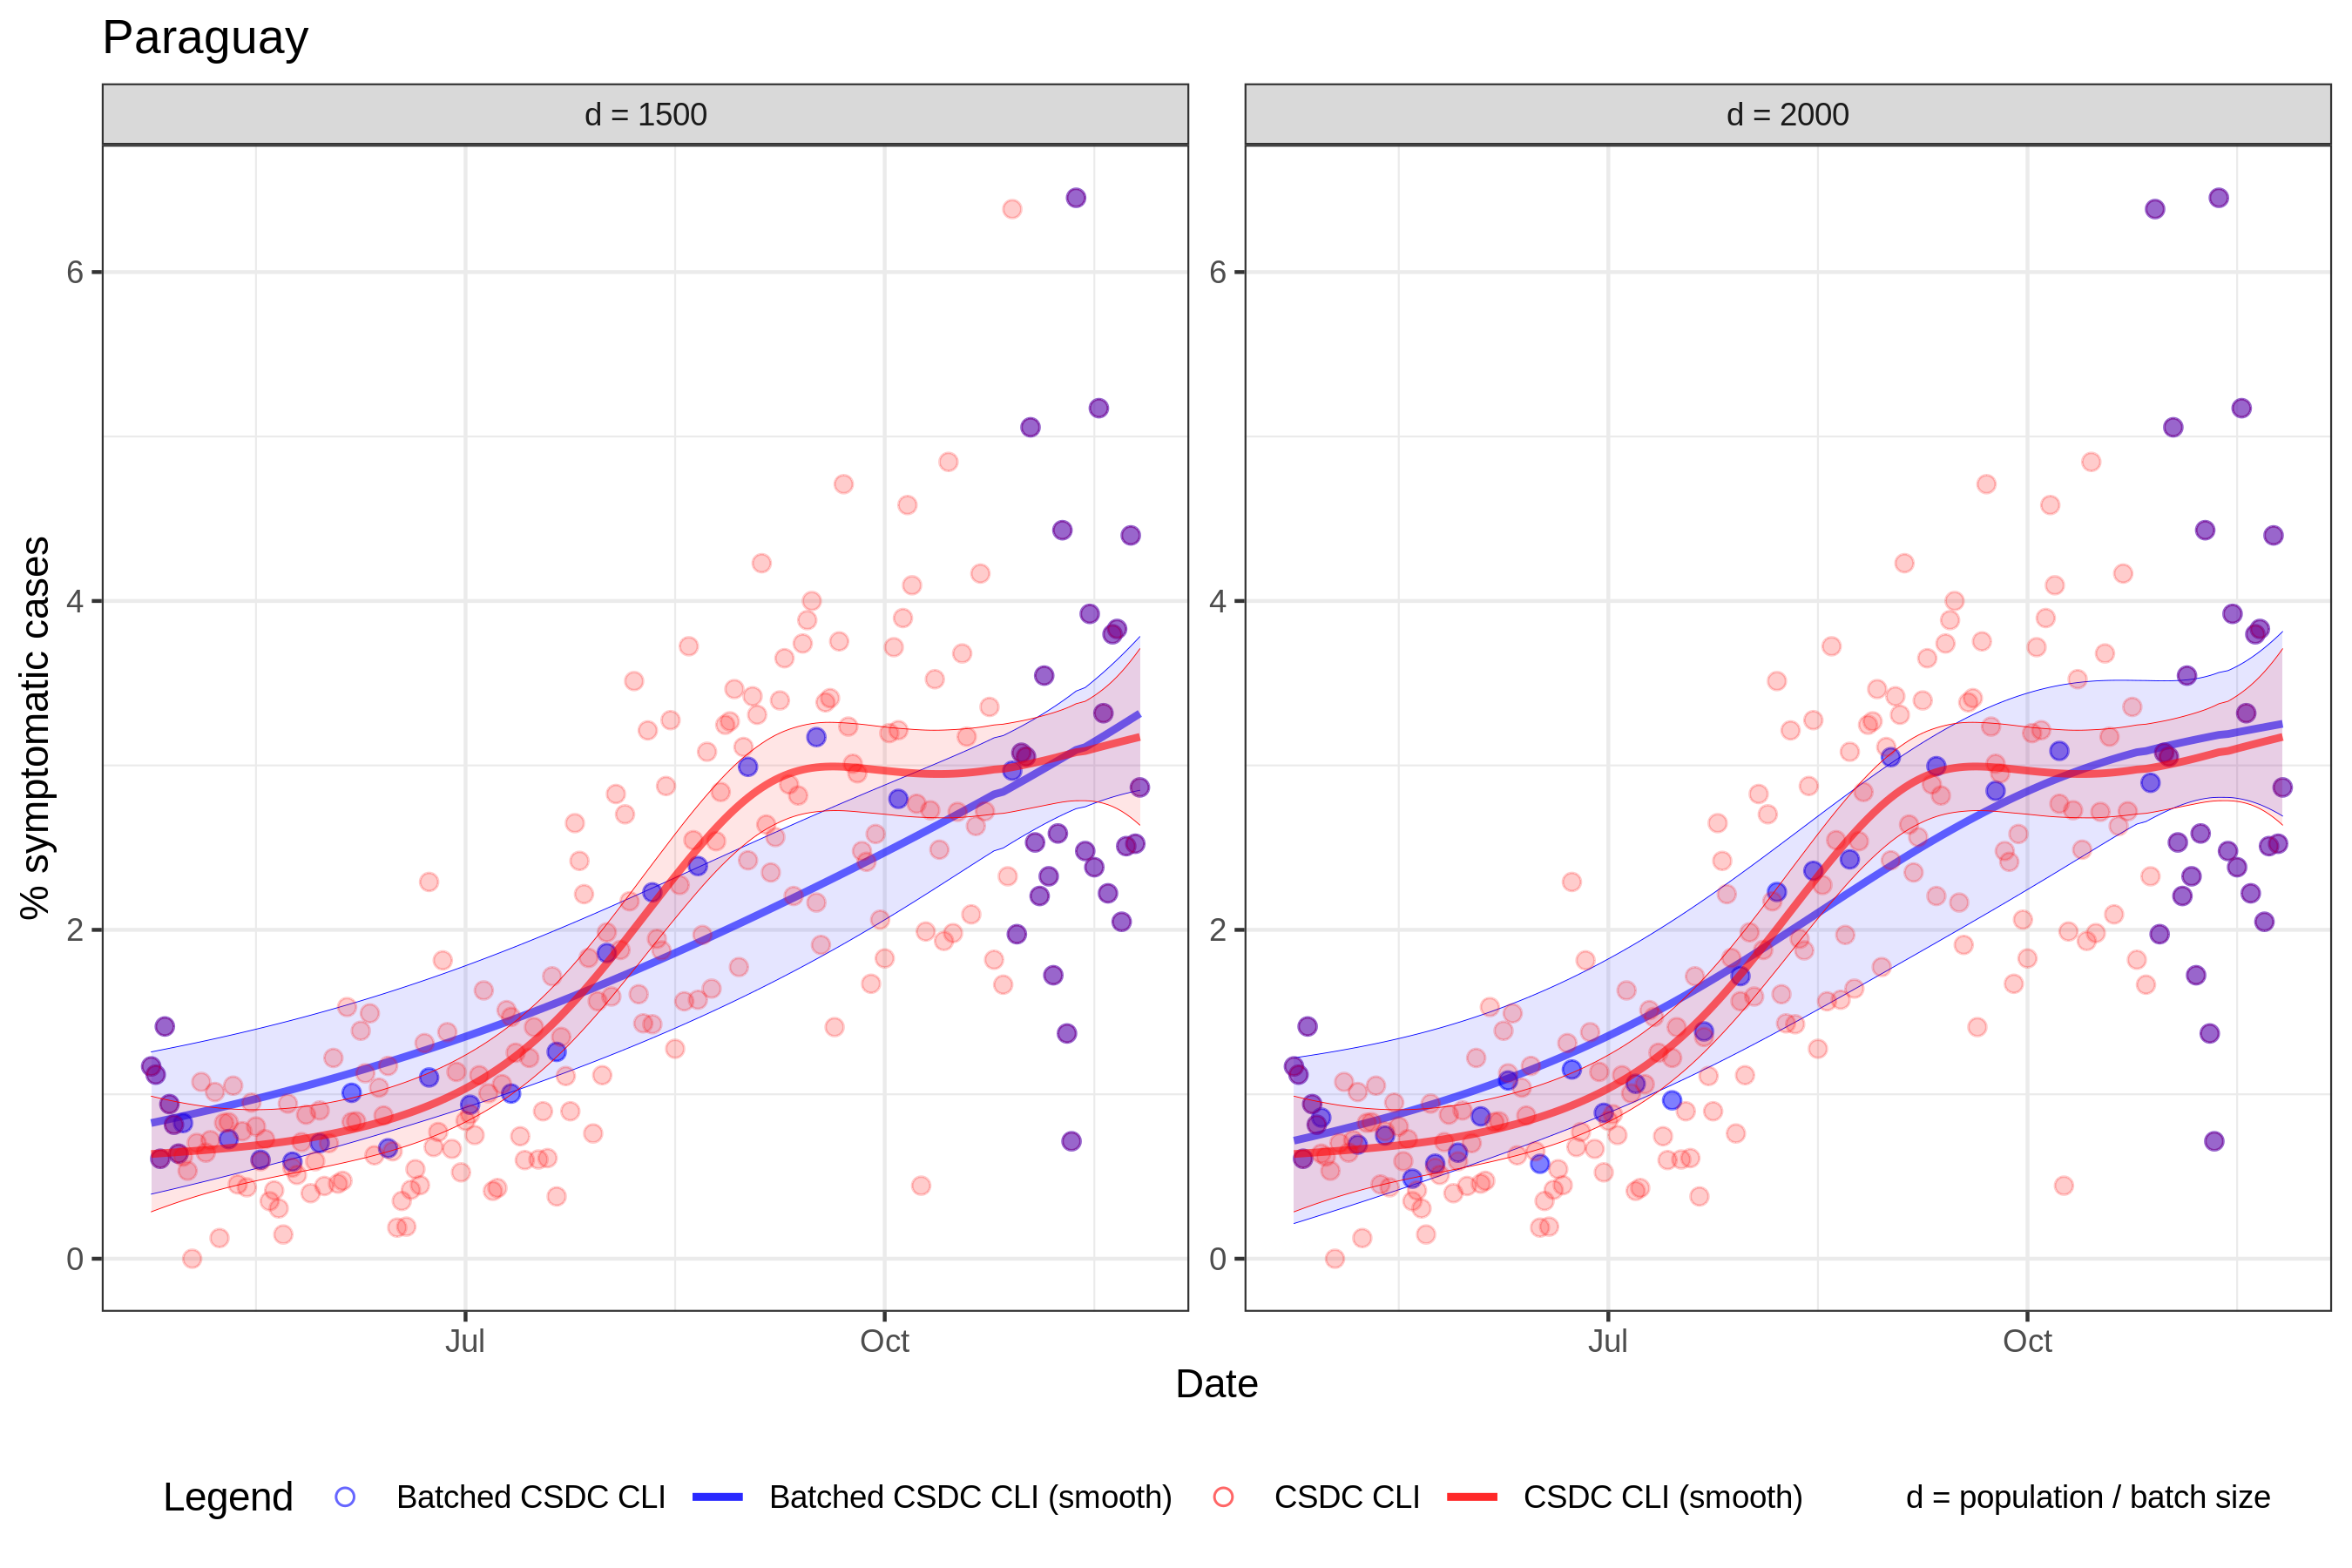 Paraguay
d = 1500
d = 2000
% symptomatic cases
6
4
2
0
6
4
2
0
Jul
Oct
Jul
Oct
Date
Legend
Batched CSDC CLI
Batched CSDC CLI (smooth)
CSDC CLI
CSDC CLI (smooth)
d = population / batch size